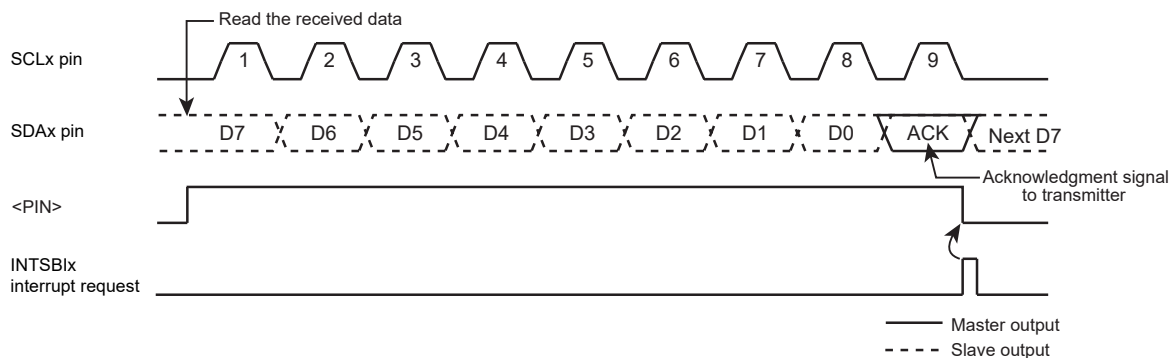 Read the received data
SCLx pin
1 2 3 4 5 6 7 8 9
SDAx pin
D7 D6 D5 D4 D3 D2 D1 D0 ACK Next D7
Acknowledgment signal
to transmitter
<PIN>
INTSBIx
interrupt request
Master output
Slave output